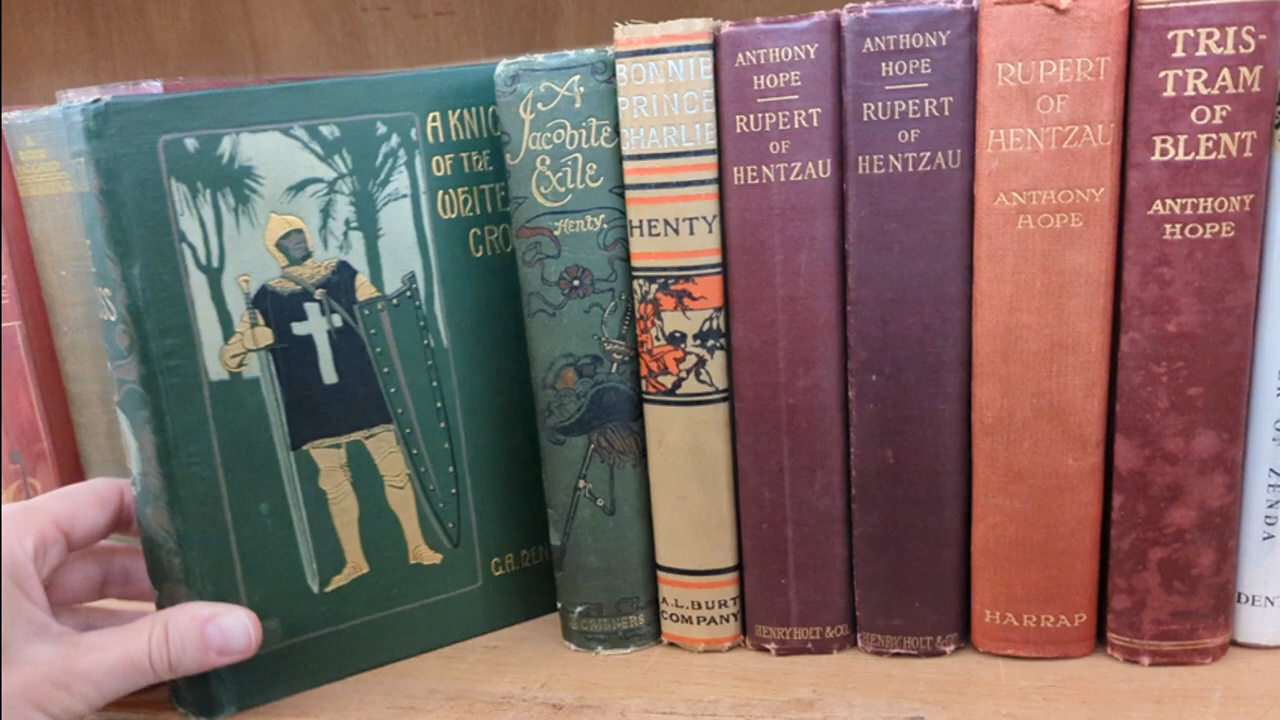 A KNIG
OF THE
WHITE
CRO
G.A. HEN
A
Jacobite
Exile
Henty.
SCRIBNERS
BONNIE
PRINCE
CHARLIE
HENTY
A.L.BURT
COMPANY
ANTHONY
HOPE
RUPERT
OF
HENTZAU
HENRY HOLT & CO.
ANTHONY
HOPE
RUPERT
OF
HENTZAU
HENRY HOLT & CO
RUPERT
OF
HENTZAU
ANTHONY
HOPE
HARRAP
TRIS-
TRAM
OF
BLENT
ANTHONY
HOPE
OF ZENDA
DENT